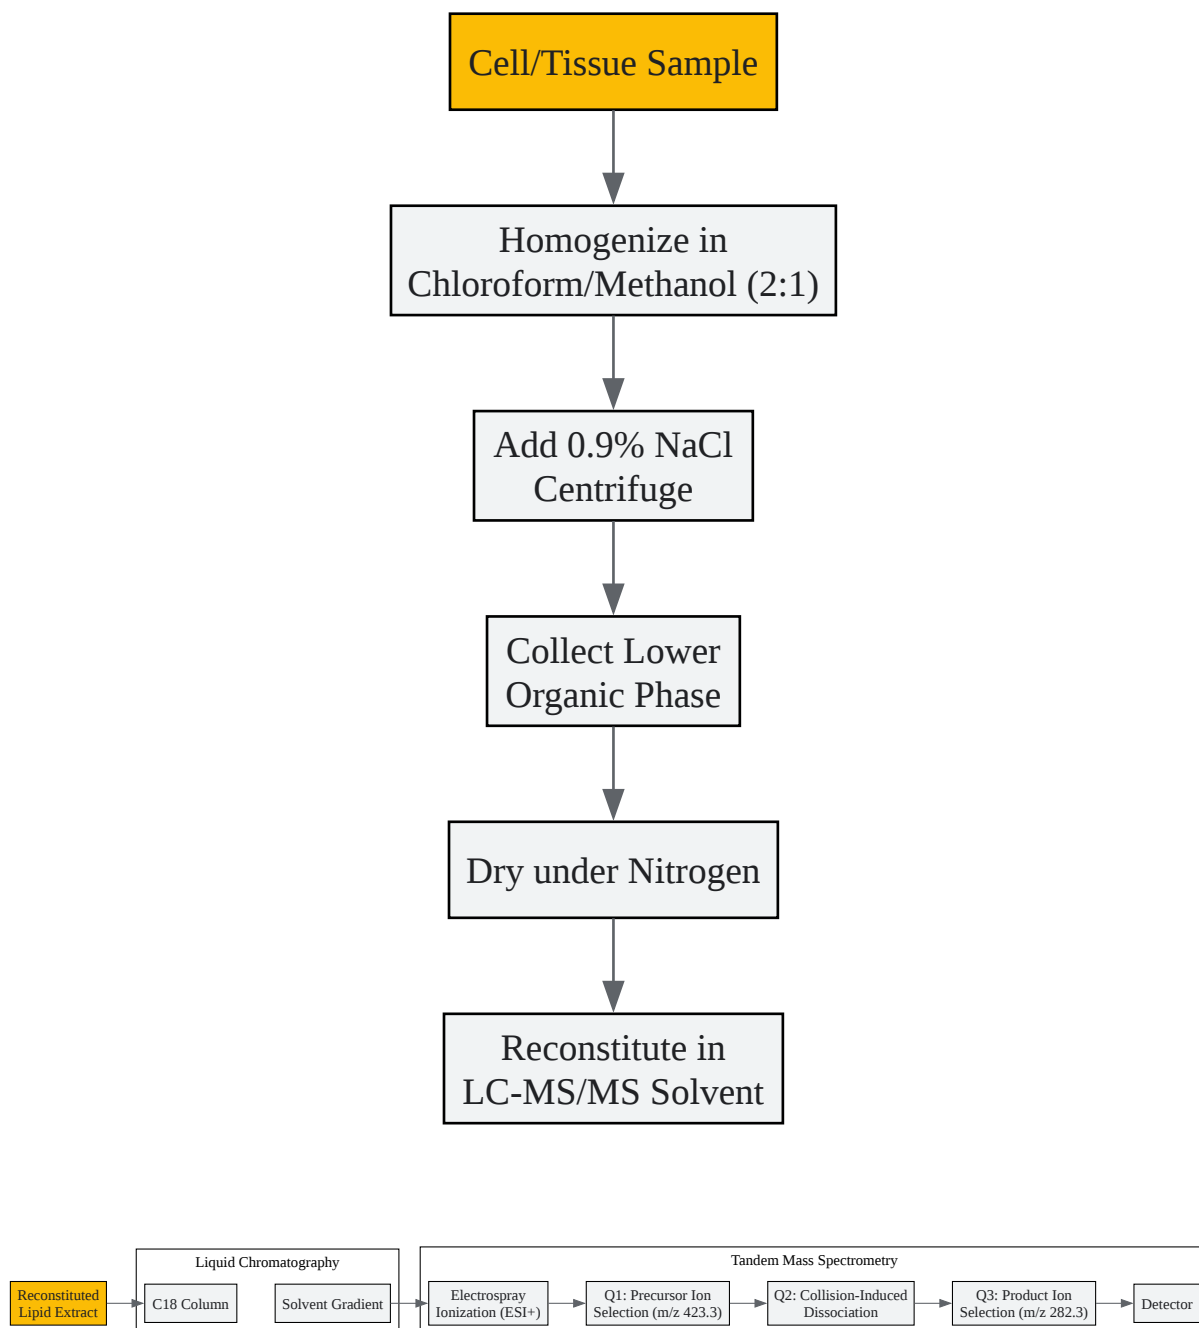 Cell/Tissue Sample
Homogenize in
Chloroform/Methanol (2:1)
Add 0.9% NaCl
Centrifuge
Collect Lower
Organic Phase
Dry under Nitrogen
Reconstitute in
LC-MS/MS Solvent
Liquid Chromatography
Tandem Mass Spectrometry
Reconstituted
Lipid Extract
C18 Column
Solvent Gradient
Electrospray
Ionization (ESI+)
Q1: Precursor Ion
Selection (m/z 423.3)
Q2: Collision-Induced
Dissociation
Q3: Product Ion
Selection (m/z 282.3)
Detector